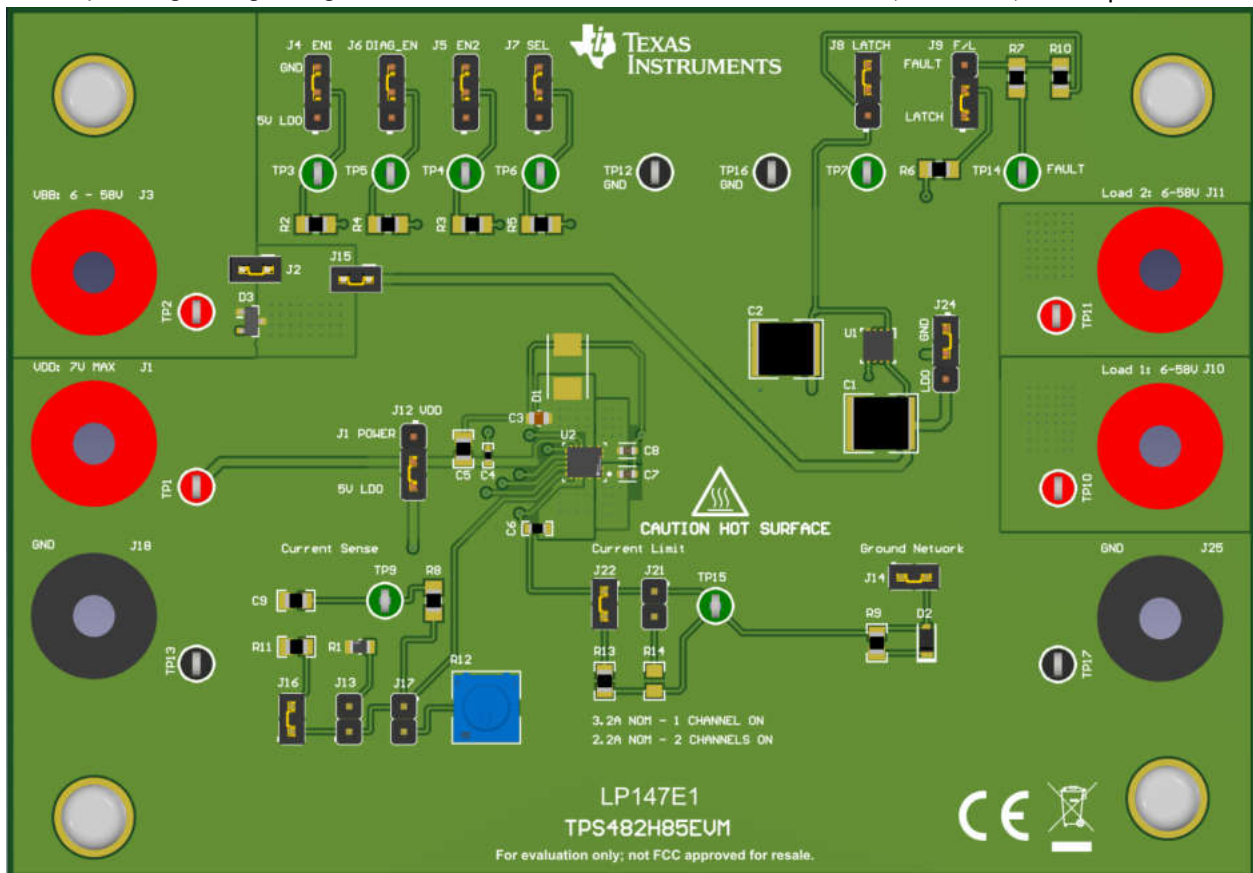 J4 EN1
J6 DIAG_EN
J5 EN2
J7 SEL
TEXAS
INSTRUMENTS
J8 LATCH
J9 F/L
R7
R10
GND
FAULT
5V LDO
LATCH
TP3
TP5
TP4
TP6
TP12
GND
TP16
GND
TP7
R6
TP14
FAULT
VBB: 6 - 58V J3
Load 2: 6-58V J11
R2
R4
R3
R5
J2
J15
TP2
D3
C2
U1
J24
GND
LDO
TP11
VDD: 7V MAX J1
Load 1: 6-58V J10
D1
C1
C3
J12 VDD
J1 POWER
U2
5V LDO
C5
C4
C8
C7
TP1
TP10
C6
CAUTION HOT SURFACE
GND J18
Current Sense
Current Limit
Ground Network
GND J25
TP9
R8
J22
J21
TP15
J14
C9
R9
D2
R11
R1
R12
R13
R14
TP13
TP17
J16
J13
J17
3.2A NOM - 1 CHANNEL ON
2.2A NOM - 2 CHANNELS ON
LP147E1
TPS482H85EVM
CE
For evaluation only; not FCC approved for resale.